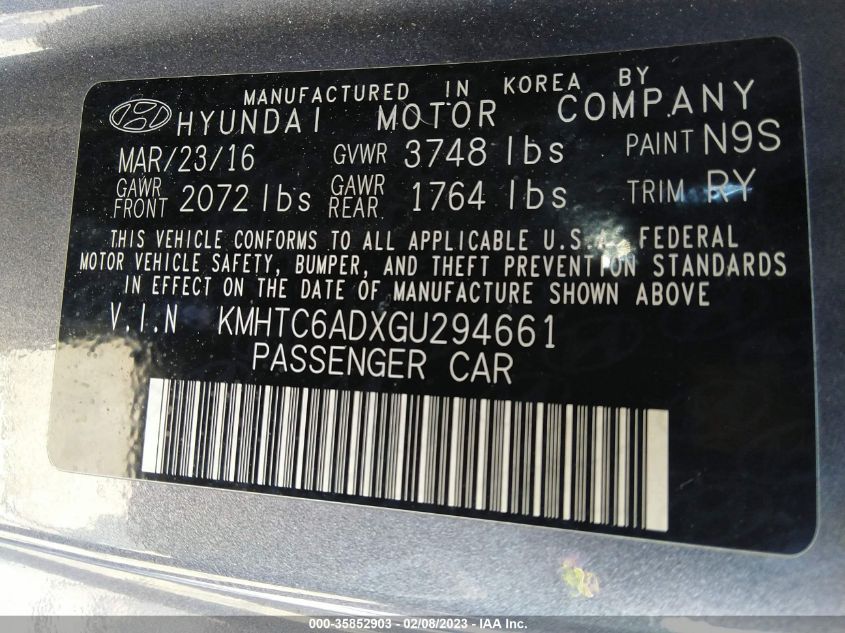 MANUFACTURED IN KOREA BY
HYUNDAI MOTOR COMPANY
MAR/23/16 GVWR 3748 lbs PAINT N9S
GAWR FRONT 2072 lbs GAWR REAR 1764 lbs TRIM RY
THIS VEHICLE CONFORMS TO ALL APPLICABLE U.S.A. FEDERAL
MOTOR VEHICLE SAFETY, BUMPER, AND THEFT PREVENTION STANDARDS
IN EFFECT ON THE DATE OF MANUFACTURE SHOWN ABOVE
V.I.N KMHTC6ADXGU294661
PASSENGER CAR
000-35852903 - 02/08/2023 - IAA Inc.